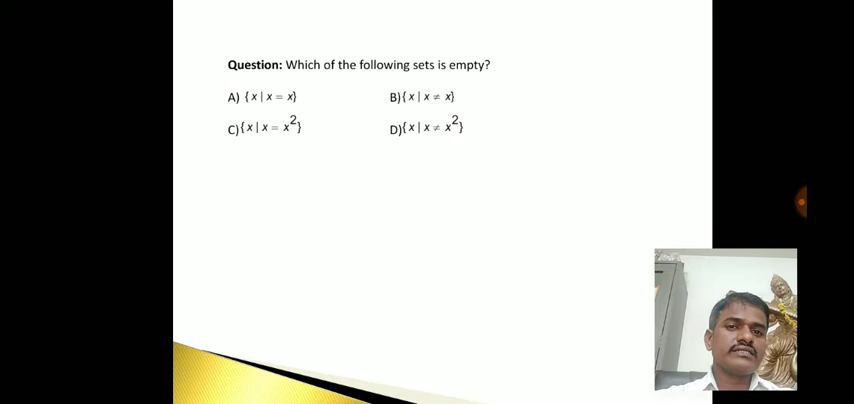 Question: Which of the following sets is empty?
A) { x | x = x} B){ x | x ≠ x}
C){ x | x = x²} D){ x | x ≠ x²}